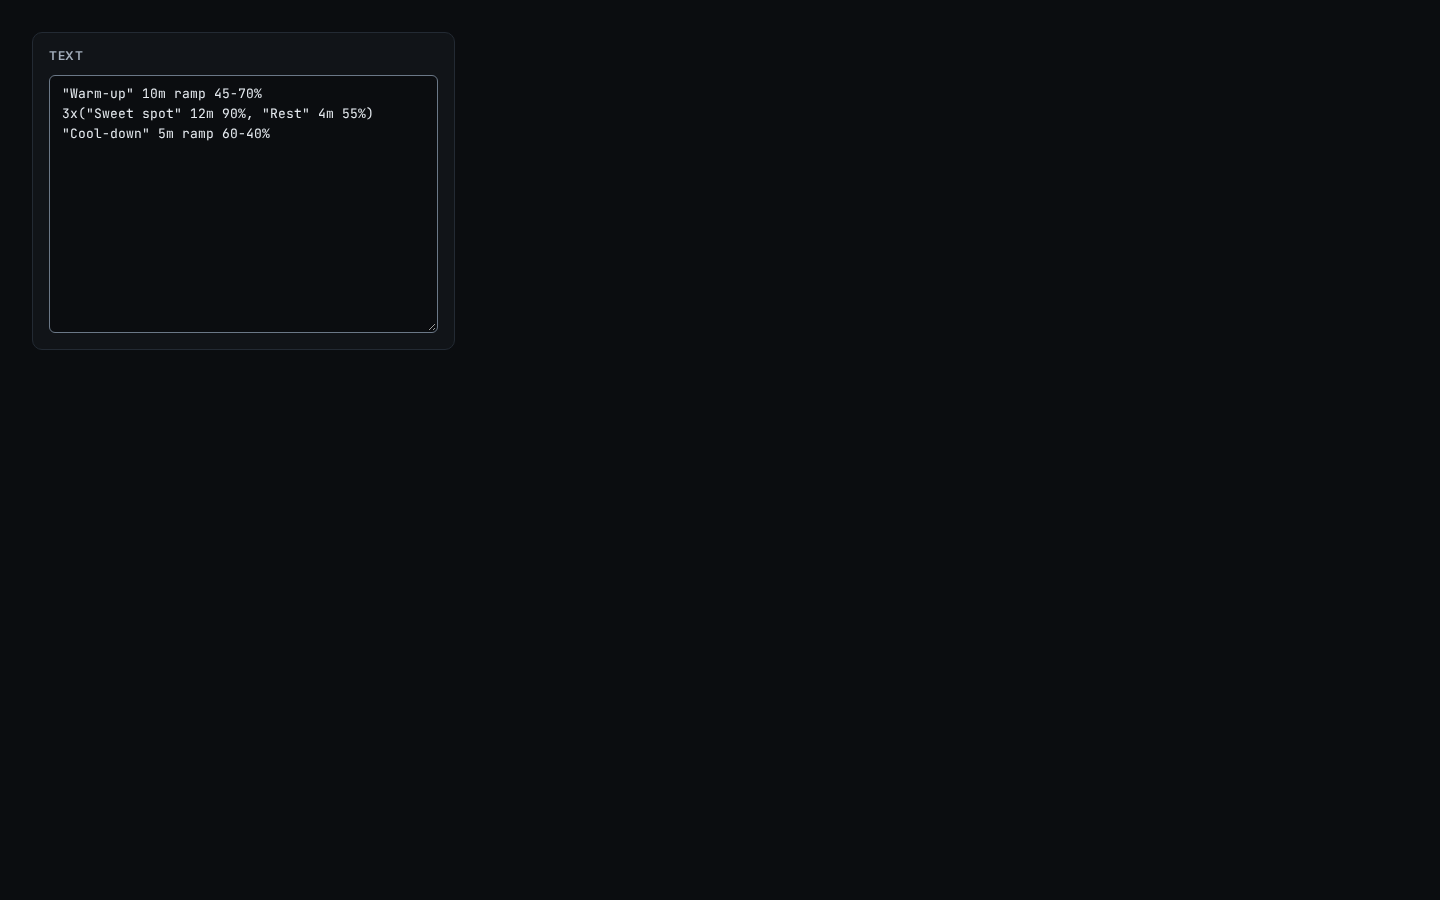 TEXT
"Warm-up" 10m ramp 45-70%
3x("Sweet spot" 12m 90%, "Rest" 4m 55%)
"Cool-down" 5m ramp 60-40%